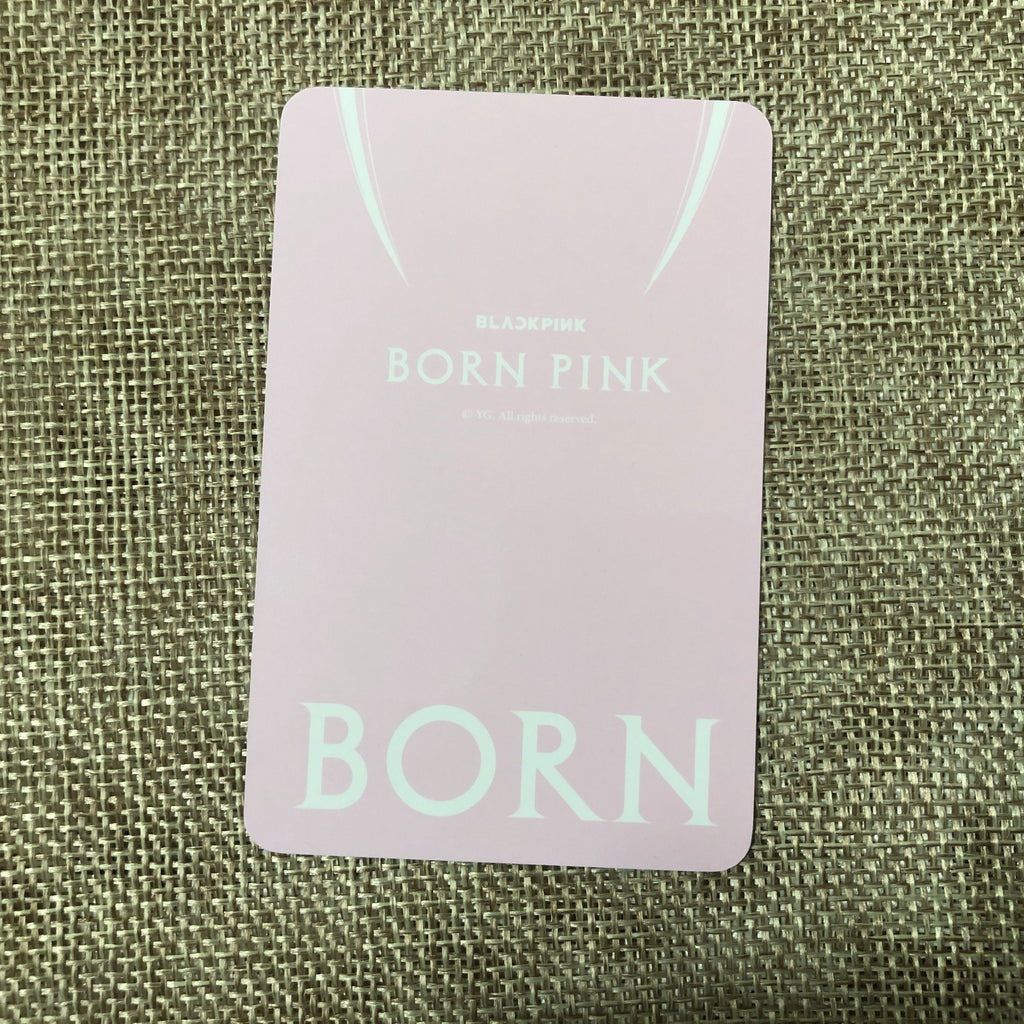 BLACKPINK
BORN PINK
© YG. All rights reserved.
BORN